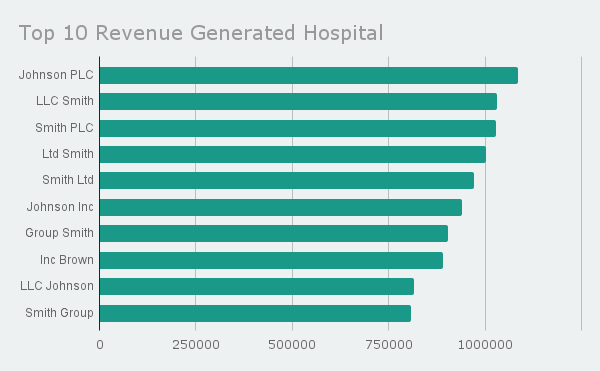 Top 10 Revenue Generated Hospital
Johnson PLC
LLC Smith
Smith PLC
Ltd Smith
Smith Ltd
Johnson Inc
Group Smith
Inc Brown
LLC Johnson
Smith Group
0 250000 500000 750000 1000000